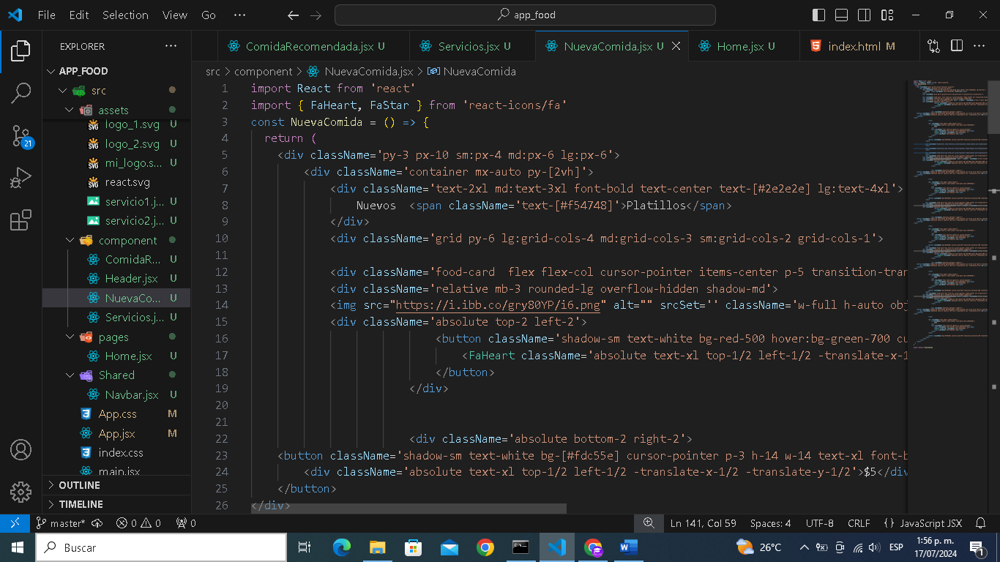 File Edit Selection View Go ··· app_food
EXPLORER ···
APP_FOOD
src
assets
logo_1.svg U
logo_2.svg U
mi_logo.s... U
react.svg
servicio1.j... U
servicio2.j... U
component
ComidaR... U
Header.jsx U
NuevaCo... U
Servicios.j... U
pages
Home.jsx U
Shared
Navbar.jsx U
App.css M
App.jsx M
index.css
main.jsx
OUTLINE
TIMELINE
ComidaRecomendada.jsx U Servicios.jsx U NuevaComida.jsx U Home.jsx U index.html M ···
src > component > NuevaComida.jsx > NuevaComida
1 import React from 'react'
2 import { FaHeart, FaStar } from 'react-icons/fa'
3 const NuevaComida = () => {
4 return (
5 <div className='py-3 px-10 sm:px-4 md:px-6 lg:px-6'>
6 <div className='container mx-auto py-[2vh]'>
7 <div className='text-2xl md:text-3xl font-bold text-center text-[#2e2e2e] lg:text-4xl'>
8 Nuevos <span className='text-[#f54748]'>Platillos</span>
9 </div>
10 <div className='grid py-6 lg:grid-cols-4 md:grid-cols-3 sm:grid-cols-2 grid-cols-1'>
11
12 <div className='food-card flex flex-col cursor-pointer items-center p-5 transition-tran
13 <div className='relative mb-3 rounded-lg overflow-hidden shadow-md'>
14 <img src="https://i.ibb.co/gry80YP/i6.png" alt="" srcSet='' className='w-full h-auto obj
15 <div className='absolute top-2 left-2'>
16 <button className='shadow-sm text-white bg-red-500 hover:bg-green-700 cu
17 <FaHeart className='absolute text-xl top-1/2 left-1/2 -translate-x-1
18 </button>
19 </div>
20
21
22 <div className='absolute bottom-2 right-2'>
23 <button className='shadow-sm text-white bg-[#fdc55e] cursor-pointer p-3 h-14 w-14 text-xl font-b
24 <div className='absolute text-xl top-1/2 left-1/2 -translate-x-1/2 -translate-y-1/2'>$5</div
25 </button>
26 </div>
21
master* 0 0 0 Ln 141, Col 59 Spaces: 4 UTF-8 CRLF {} JavaScript JSX
Buscar 26°C ESP 1:56 p. m.
17/07/2024 1